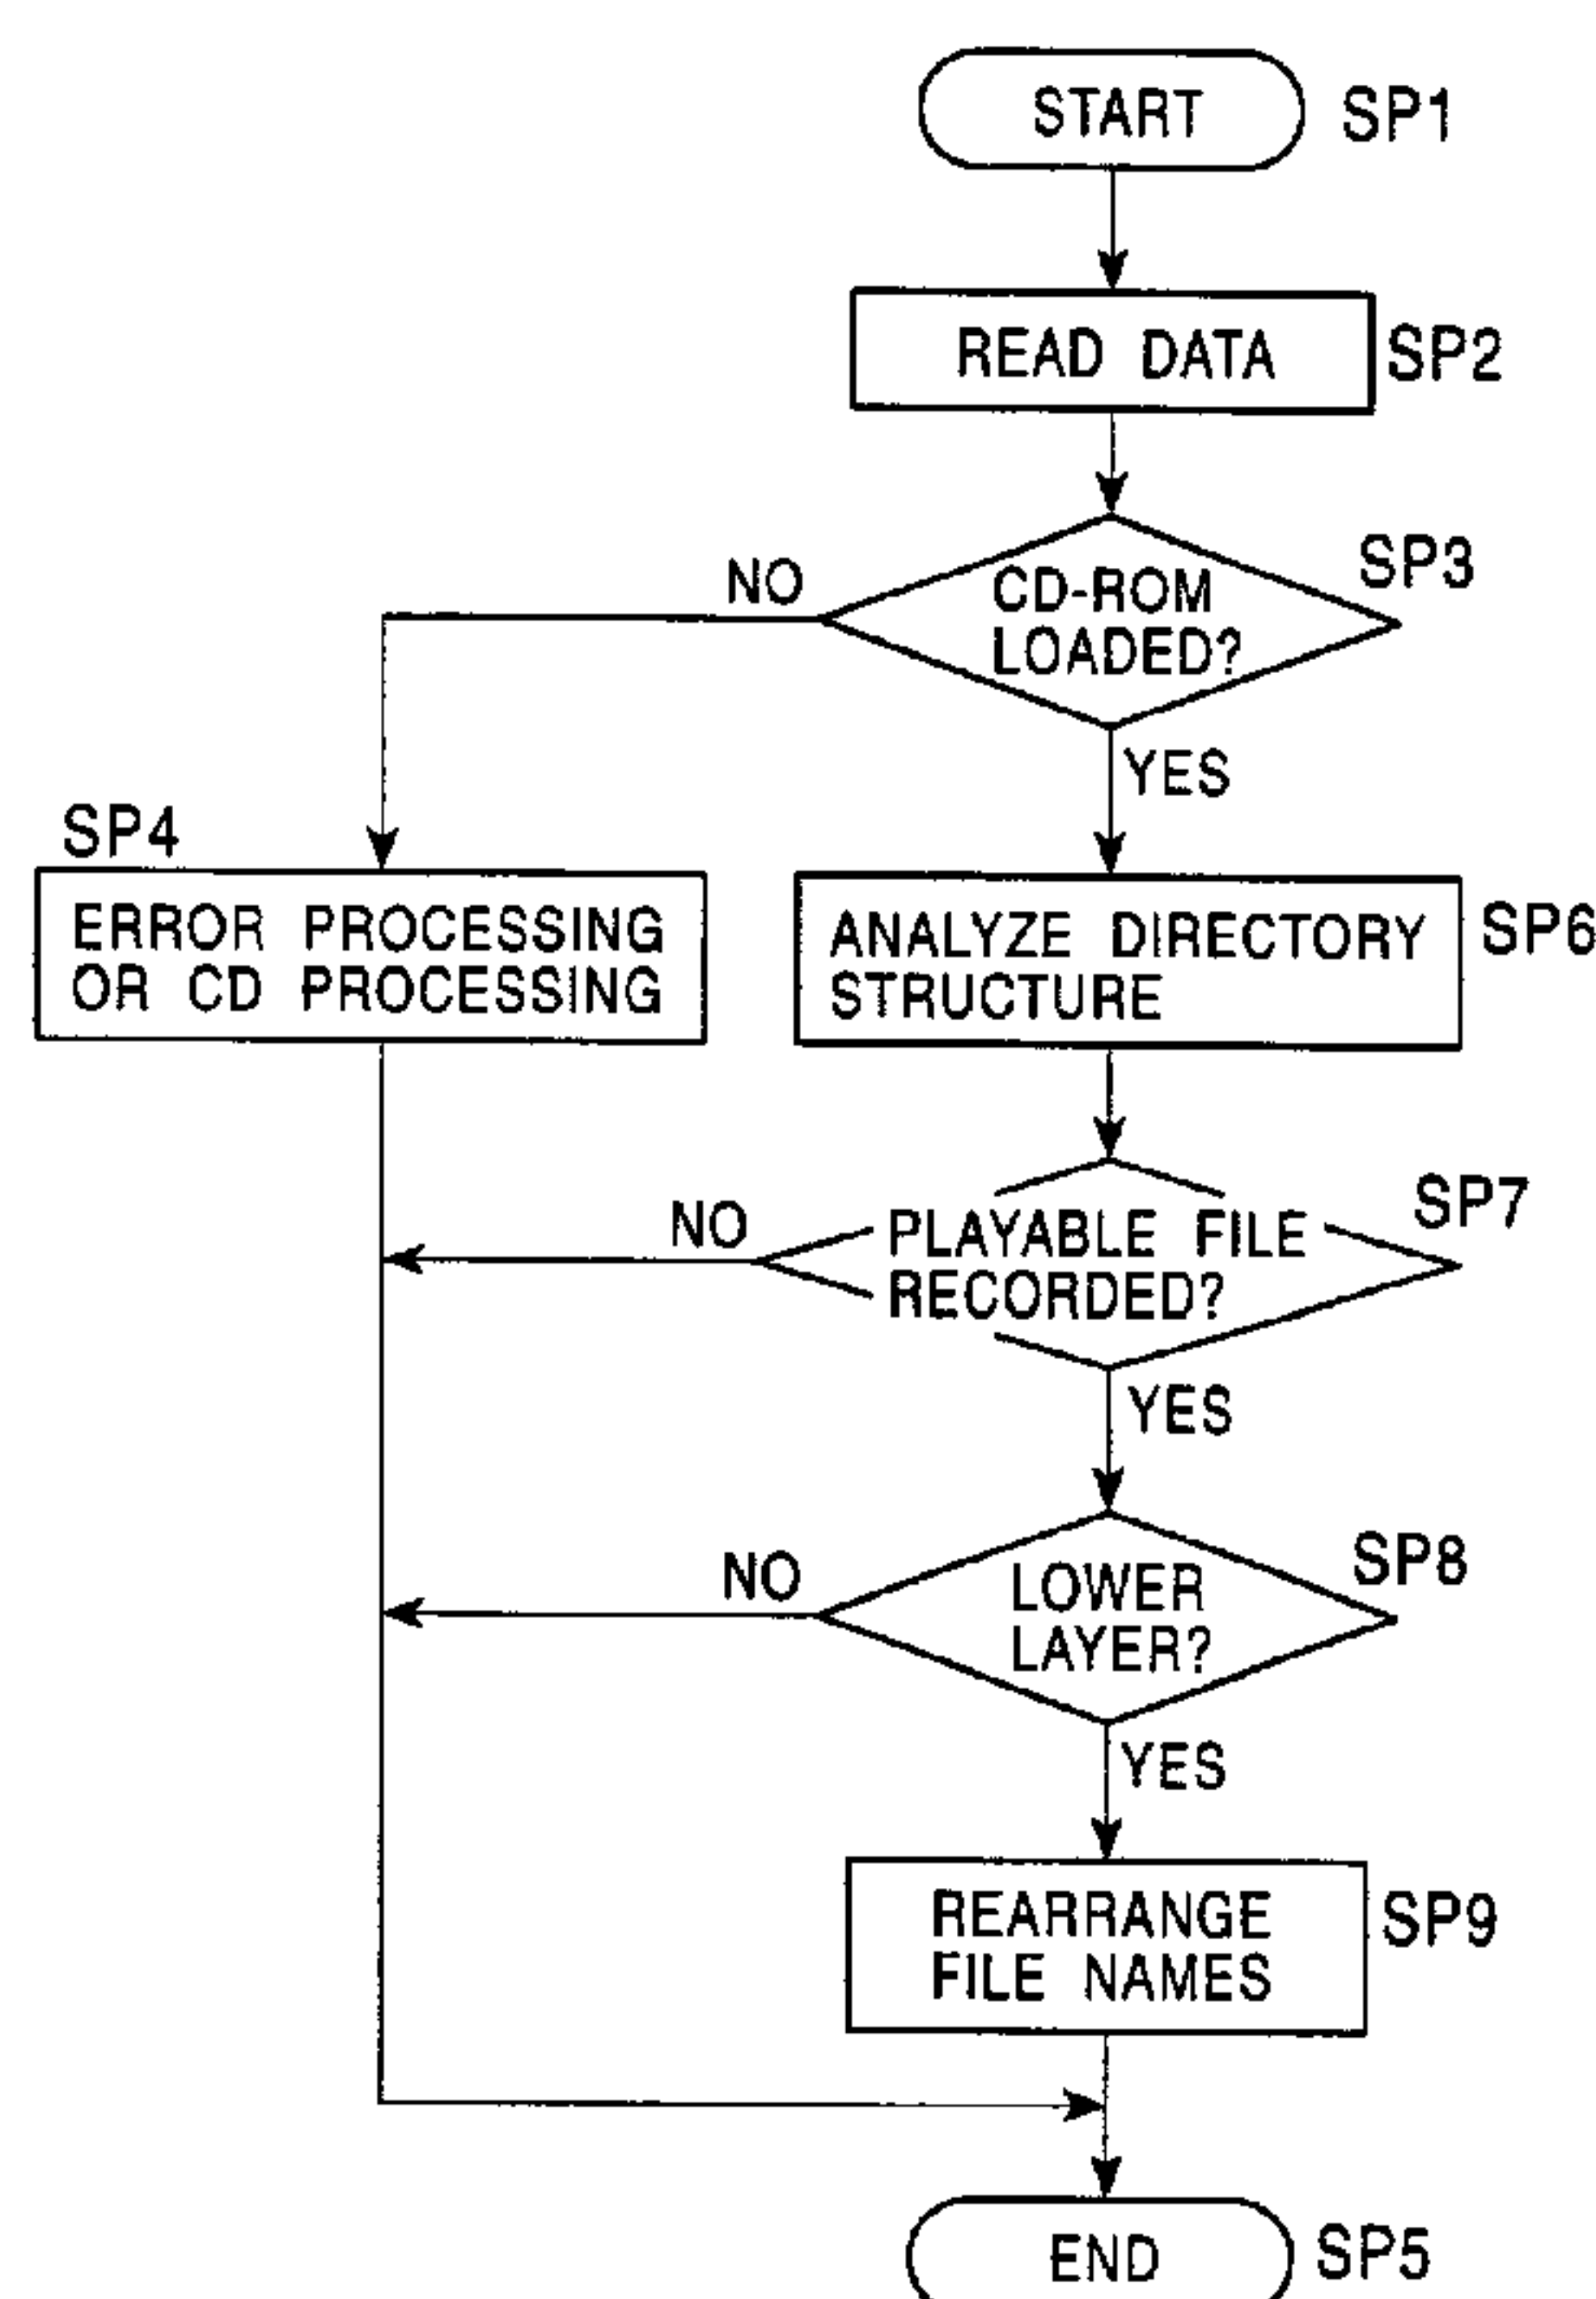 START
SP1
READ DATA
SP2
CD-ROM
LOADED?
SP3
NO
YES
SP4
ERROR PROCESSING
OR CD PROCESSING
ANALYZE DIRECTORY
STRUCTURE
SP6
PLAYABLE FILE
RECORDED?
SP7
NO
YES
LOWER
LAYER?
SP8
NO
YES
REARRANGE
FILE NAMES
SP9
END
SP5